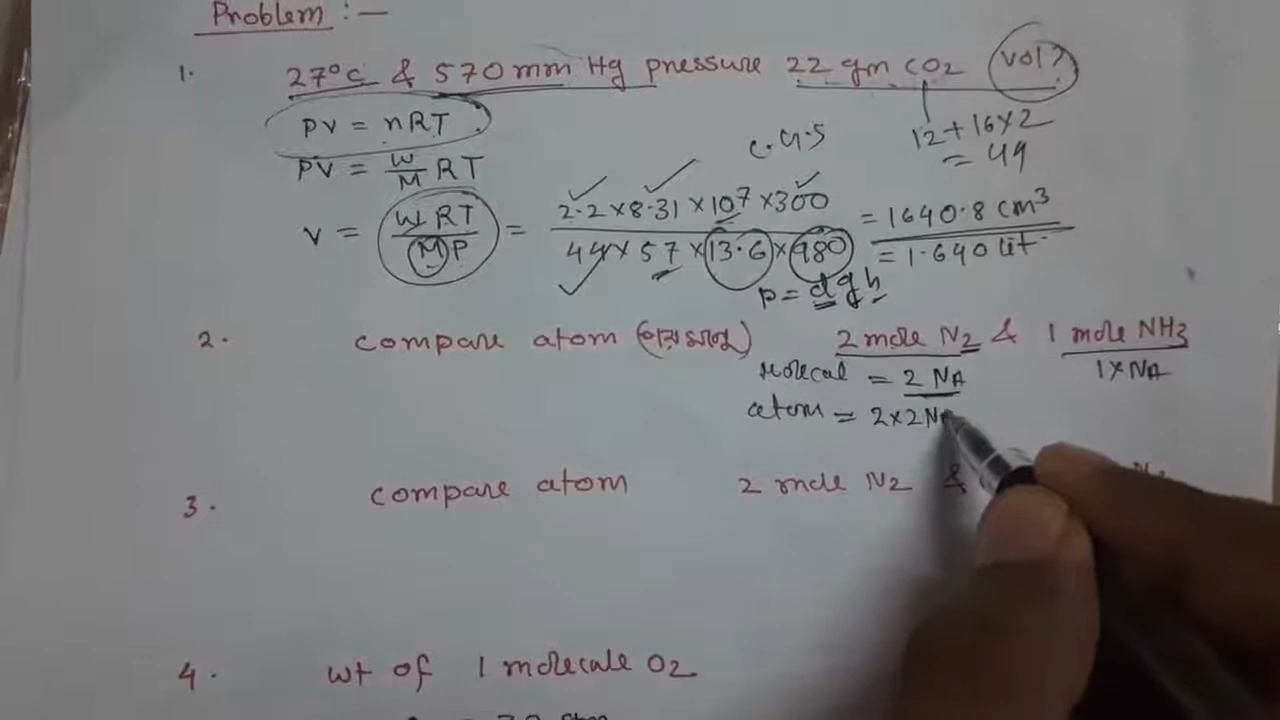 Problem :-
1. 27°C & 570mm Hg pressure 22 gm CO2 (vol?)
PV = nRT
12+16×2
= 44
PV = W/M RT
C.G.S
V = WRT/MP = 2.2×8.31×10⁷×300 / 44×57×13.6×980 = 1640.8 cm³
= 1.640 lit.
P = dgh
2. compare atom 2 mole N2 & 1 mole NH3
Molecul = 2 NA 1×NA
atom = 2×2NA
3. compare atom 2 mole N2 &
4. wt of 1 molecule O2